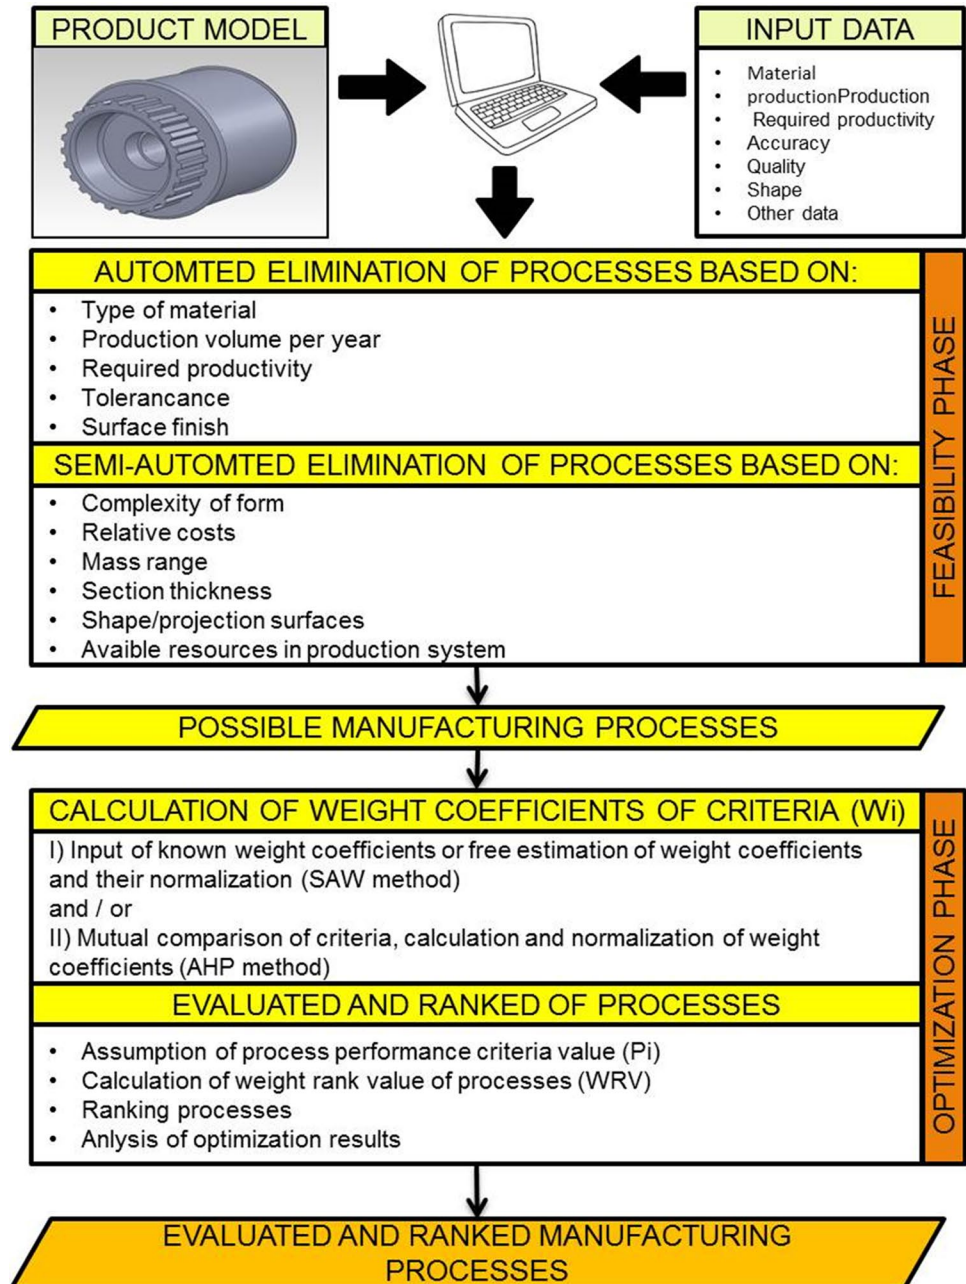 PRODUCT MODEL
INPUT DATA
• Material
• productionProduction
Required productivity
• Accuracy
• Quality
• Shape
• Other data
AUTOMTED ELIMINATION OF PROCESSES BASED ON:
• Type of material
• Production volume per year
• Required productivity
• Tolerancance
• Surface finish
SEMI-AUTOMTED ELIMINATION OF PROCESSES BASED ON:
• Complexity of form
• Relative costs
• Mass range
• Section thickness
• Shape/projection surfaces
• Avaible resources in production system
FEASIBILITY PHASE
POSSIBLE MANUFACTURING PROCESSES
CALCULATION OF WEIGHT COEFFICIENTS OF CRITERIA (Wi)
I) Input of known weight coefficients or free estimation of weight coefficients
and their normalization (SAW method)
and / or
II) Mutual comparison of criteria, calculation and normalization of weight
coefficients (AHP method)
EVALUATED AND RANKED OF PROCESSES
• Assumption of process performance criteria value (Pi)
• Calculation of weight rank value of processes (WRV)
• Ranking processes
• Anlysis of optimization results
OPTIMIZATION PHASE
EVALUATED AND RANKED MANUFACTURING
PROCESSES